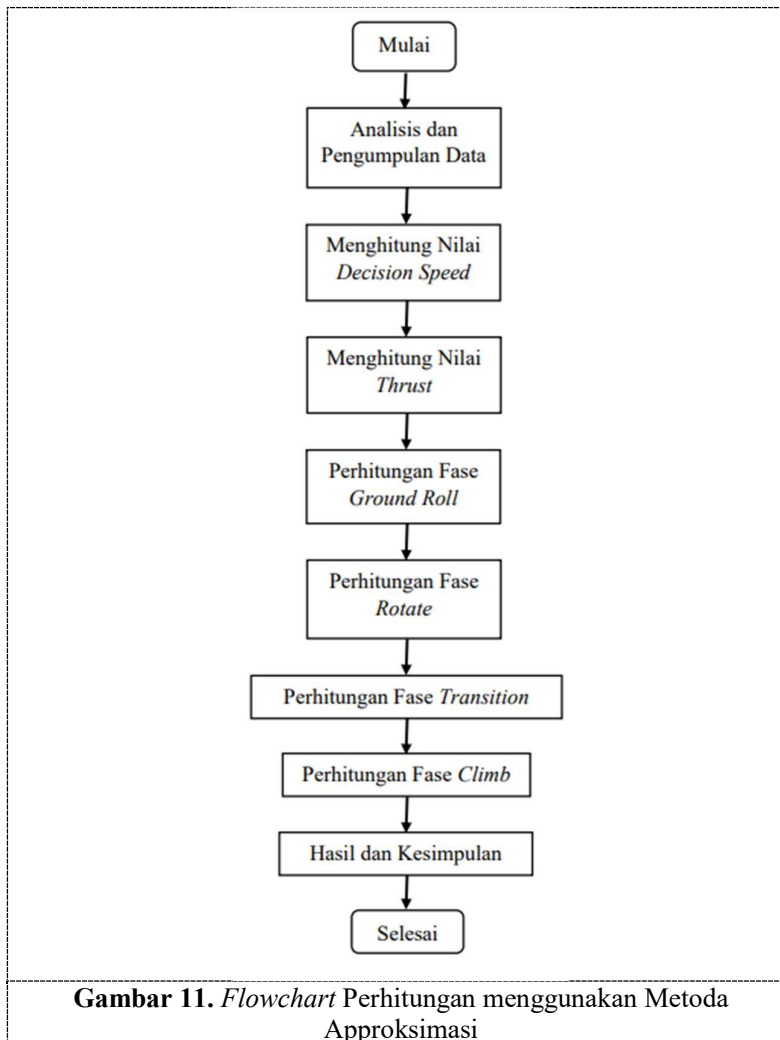 Mulai
Analisis dan
Pengumpulan Data
Menghitung Nilai
Decision Speed
Menghitung Nilai
Thrust
Perhitungan Fase
Ground Roll
Perhitungan Fase
Rotate
Perhitungan Fase Transition
Perhitungan Fase Climb
Hasil dan Kesimpulan
Selesai
Gambar 11. Flowchart Perhitungan menggunakan Metoda
Approksimasi